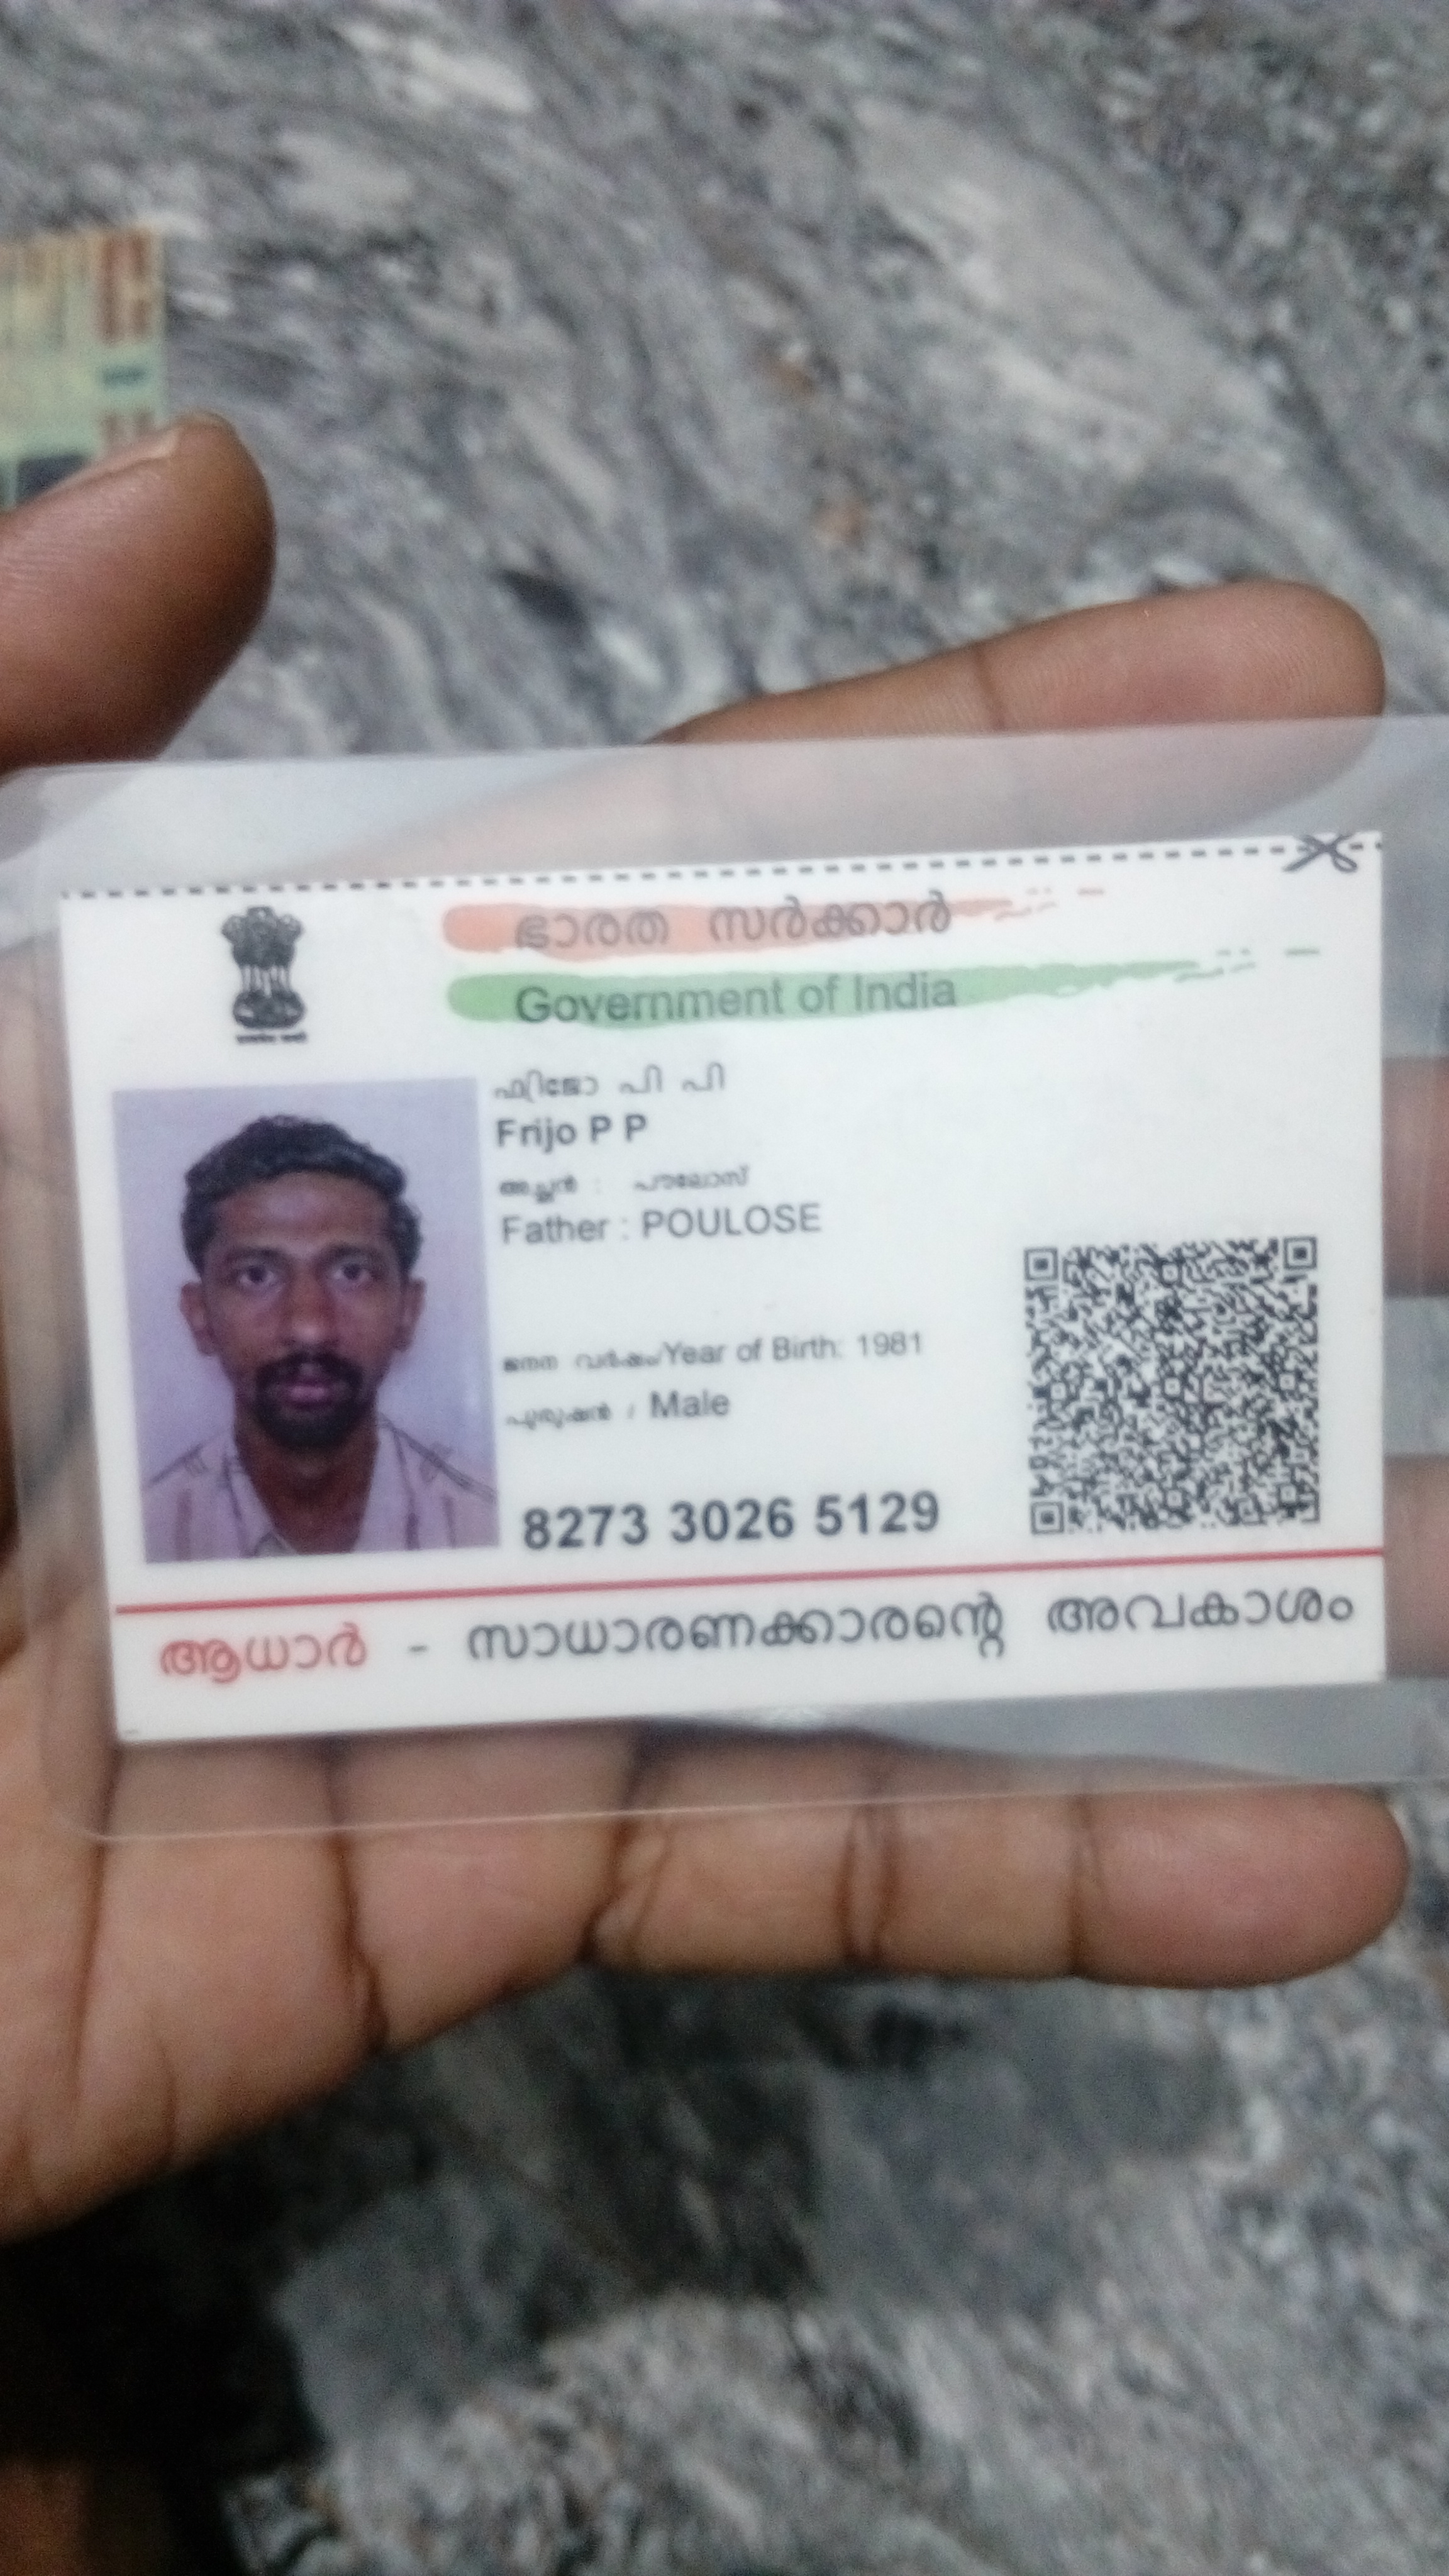 ഭാരത സർക്കാർ
Government of India
ഫ്രിജോ പി പി
Frijo P P
അച്ഛൻ : പൗലോസ്
Father : POULOSE
ജനന വർഷം/Year of Birth: 1981
പുരുഷൻ / Male
8273 3026 5129
ആധാർ - സാധാരണക്കാരന്റെ അവകാശം